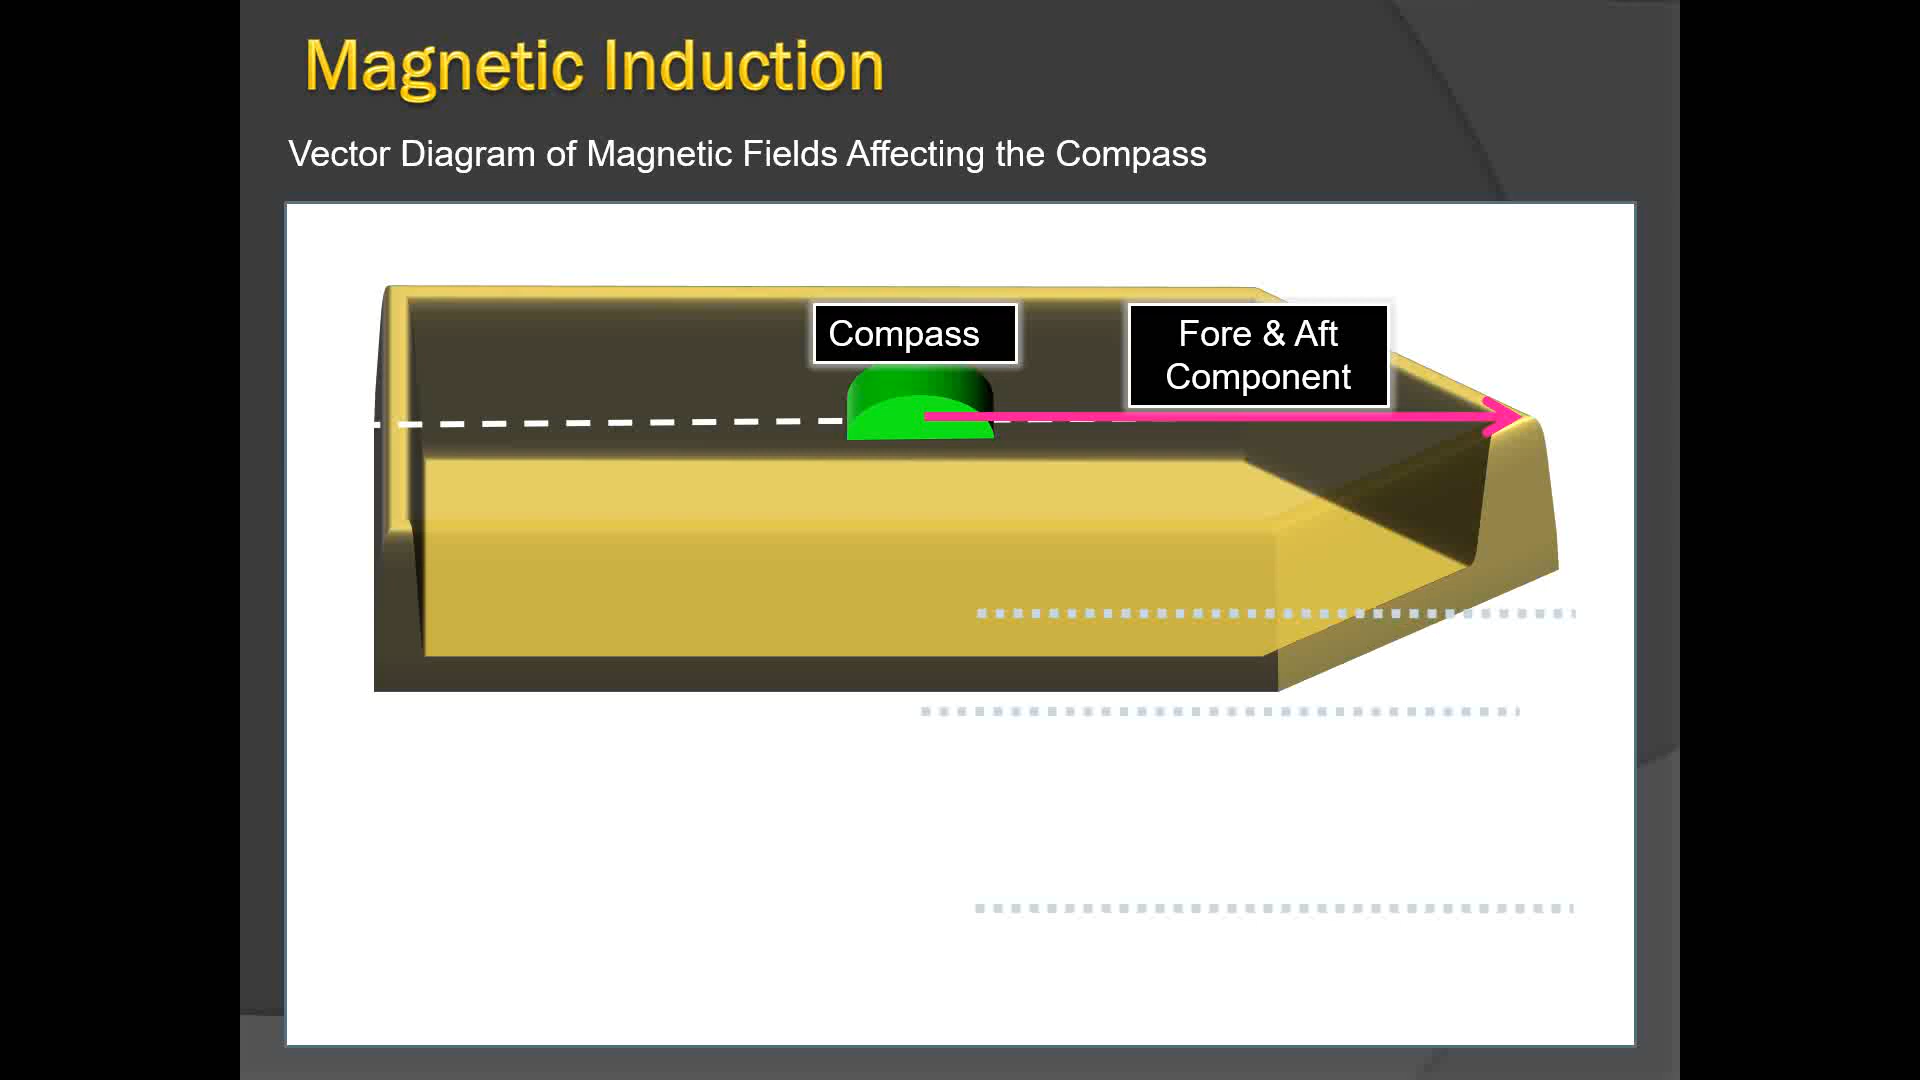 Magnetic Induction
Vector Diagram of Magnetic Fields Affecting the Compass
Compass
Fore & Aft
Component